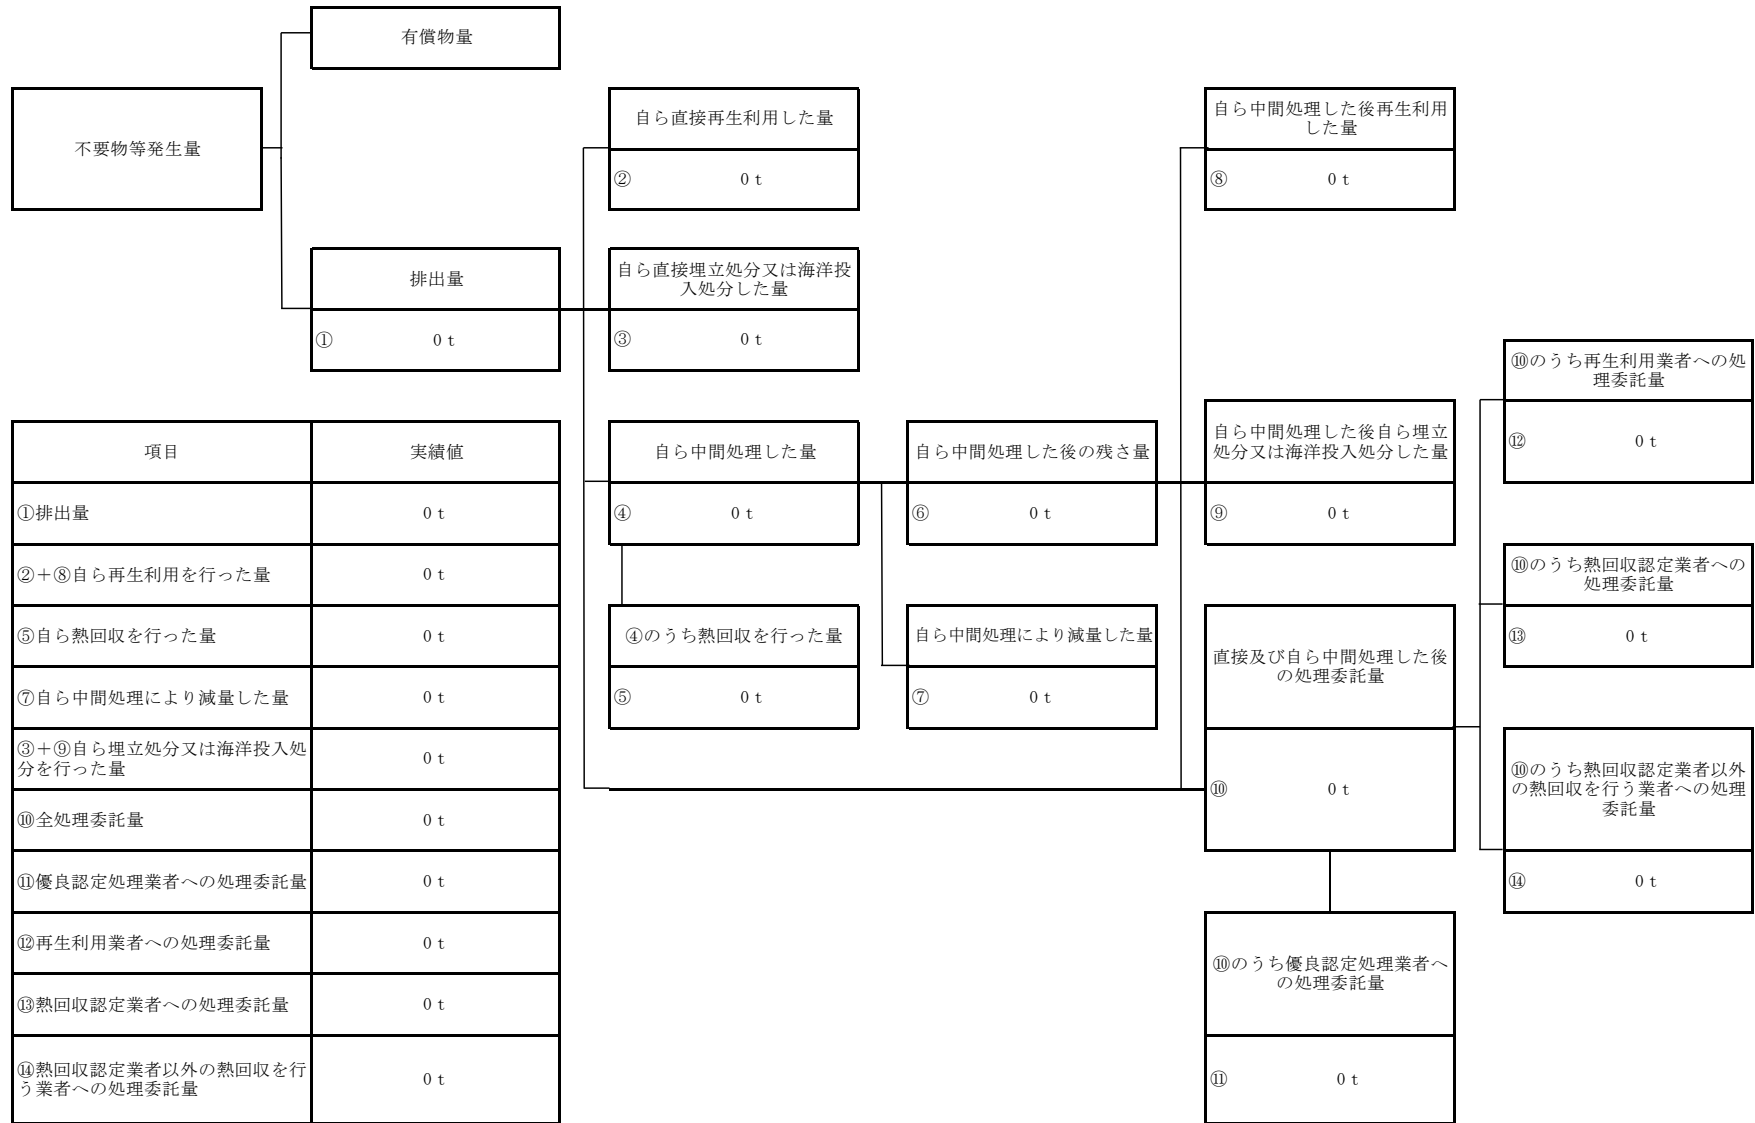 有償物量
不要物等発生量
自ら直接再生利用した量
② 0 t
自ら中間処理した後再生利用
した量
⑧ 0 t
排出量
① 0 t
自ら直接埋立処分又は海洋投
入処分した量
③ 0 t
項目 実績値
①排出量 0 t
②+⑧自ら再生利用を行った量 0 t
⑤自ら熱回収を行った量 0 t
⑦自ら中間処理により減量した量 0 t
③+⑨自ら埋立処分又は海洋投入処
分を行った量 0 t
⑩全処理委託量 0 t
⑪優良認定処理業者への処理委託量 0 t
⑫再生利用業者への処理委託量 0 t
⑬熱回収認定業者への処理委託量 0 t
⑭熱回収認定業者以外の熱回収を行
う業者への処理委託量 0 t
自ら中間処理した量
④ 0 t
④のうち熱回収を行った量
⑤ 0 t
自ら中間処理した後の残さ量
⑥ 0 t
自ら中間処理により減量した量
⑦ 0 t
自ら中間処理した後自ら埋立
処分又は海洋投入処分した量
⑨ 0 t
直接及び自ら中間処理した後
の処理委託量
⑩ 0 t
⑩のうち優良認定処理業者へ
の処理委託量
⑪ 0 t
⑩のうち再生利用業者への処
理委託量
⑫ 0 t
⑩のうち熱回収認定業者への
処理委託量
⑬ 0 t
⑩のうち熱回収認定業者以外
の熱回収を行う業者への処理
委託量
⑭ 0 t